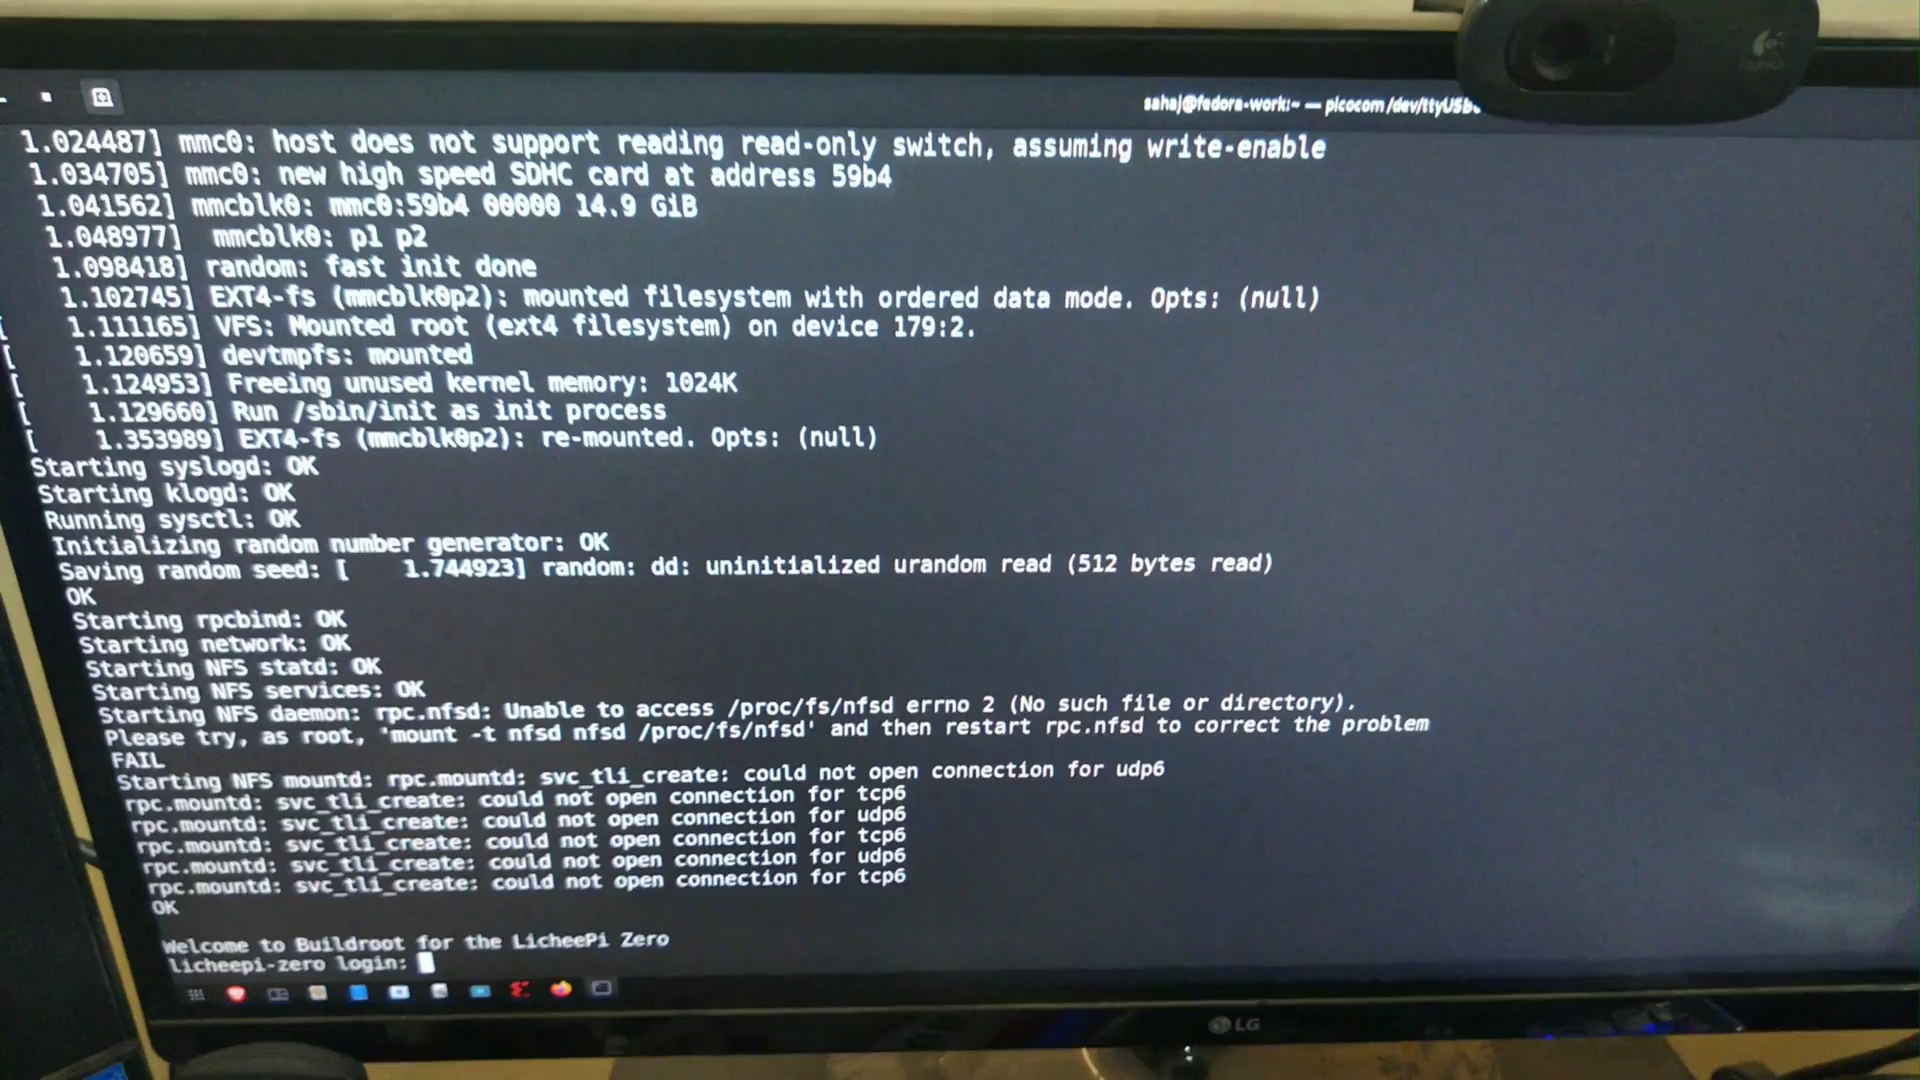 sahaj@fedora-work:~ — picocom /dev/ttyUSB
1.024487] mmc0: host does not support reading read-only switch, assuming write-enable
1.034705] mmc0: new high speed SDHC card at address 59b4
1.041562] mmcblk0: mmc0:59b4 00000 14.9 GiB
1.048977]  mmcblk0: p1 p2
1.098418] random: fast init done
1.102745] EXT4-fs (mmcblk0p2): mounted filesystem with ordered data mode. Opts: (null)
[ 1.111165] VFS: Mounted root (ext4 filesystem) on device 179:2.
[ 1.120659] devtmpfs: mounted
[ 1.124953] Freeing unused kernel memory: 1024K
[ 1.129660] Run /sbin/init as init process
[ 1.353989] EXT4-fs (mmcblk0p2): re-mounted. Opts: (null)
Starting syslogd: OK
Starting klogd: OK
Running sysctl: OK
Initializing random number generator: OK
Saving random seed: [ 1.744923] random: dd: uninitialized urandom read (512 bytes read)
OK
Starting rpcbind: OK
Starting network: OK
Starting NFS statd: OK
Starting NFS services: OK
Starting NFS daemon: rpc.nfsd: Unable to access /proc/fs/nfsd errno 2 (No such file or directory).
Please try, as root, 'mount -t nfsd nfsd /proc/fs/nfsd' and then restart rpc.nfsd to correct the problem
FAIL
Starting NFS mountd: rpc.mountd: svc_tli_create: could not open connection for udp6
rpc.mountd: svc_tli_create: could not open connection for tcp6
rpc.mountd: svc_tli_create: could not open connection for udp6
rpc.mountd: svc_tli_create: could not open connection for tcp6
rpc.mountd: svc_tli_create: could not open connection for udp6
rpc.mountd: svc_tli_create: could not open connection for tcp6
OK
Welcome to Buildroot for the LicheePi Zero
licheepi-zero login:
LG